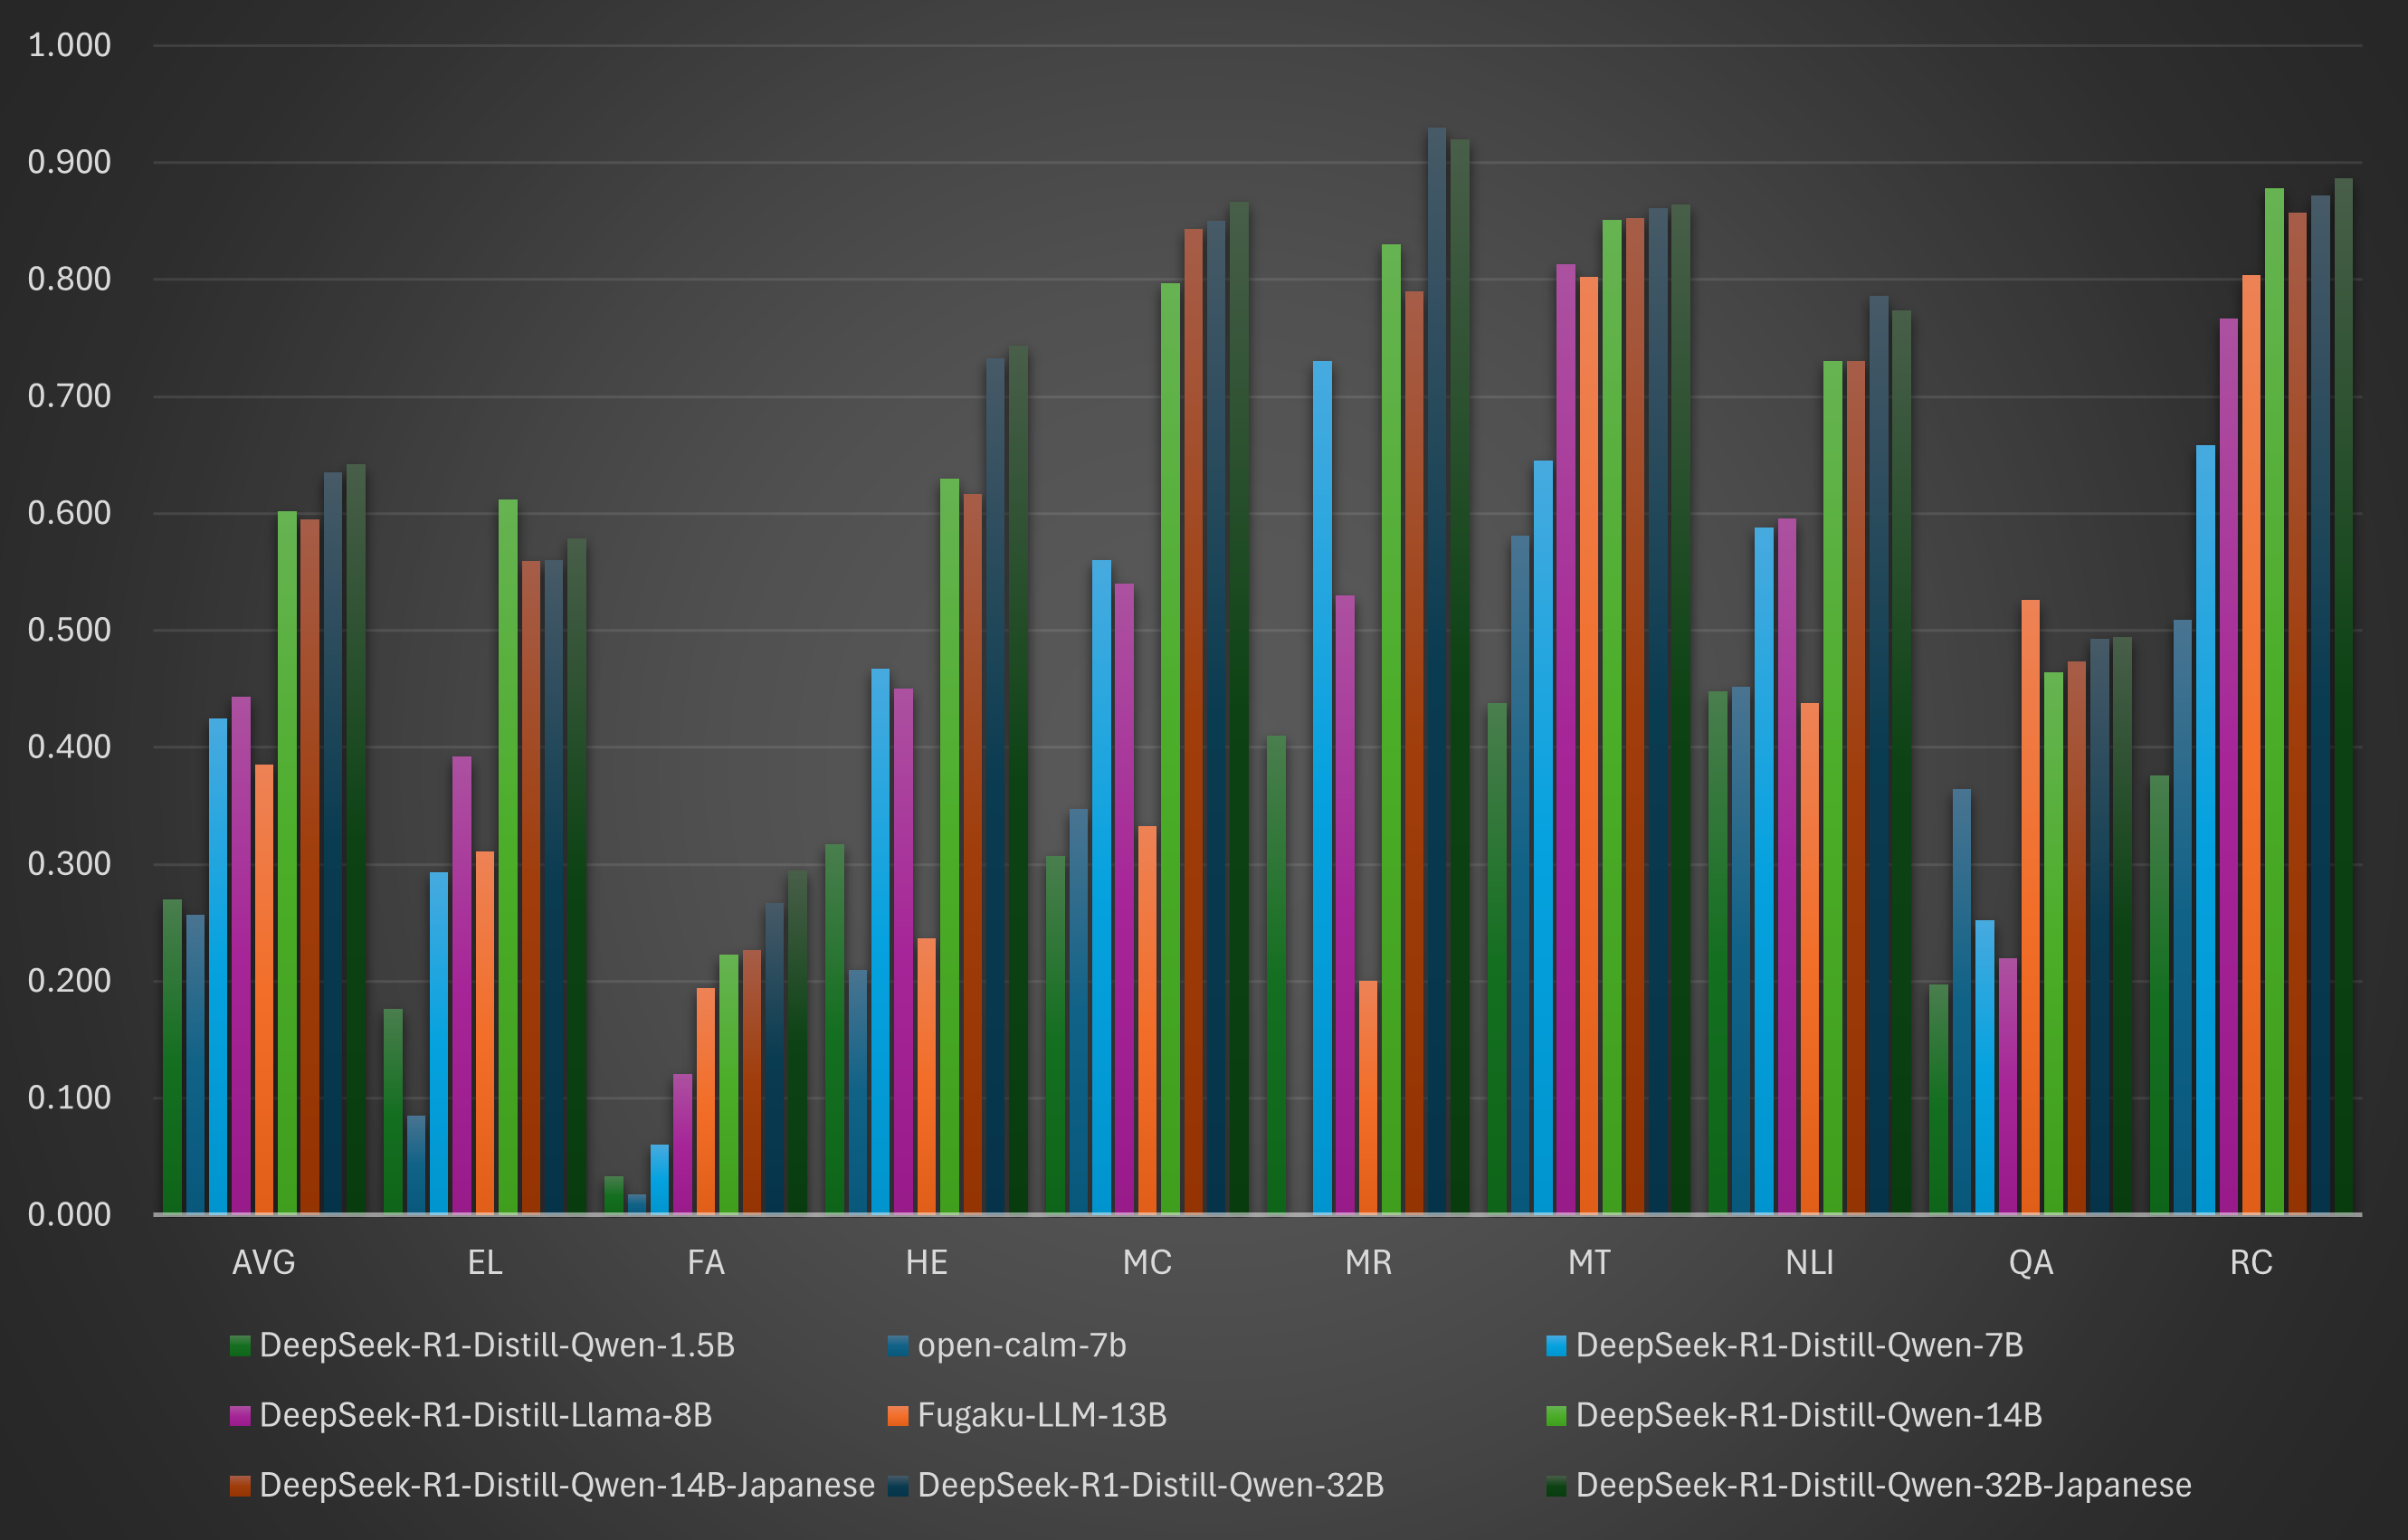 1.000
0.900
0.800
0.700
0.600
0.500
0.400
0.300
0.200
0.100
0.000
AVG EL FA HE MC MR MT NLI QA RC
DeepSeek-R1-Distill-Qwen-1.5B open-calm-7b DeepSeek-R1-Distill-Qwen-7B
DeepSeek-R1-Distill-Llama-8B Fugaku-LLM-13B DeepSeek-R1-Distill-Qwen-14B
DeepSeek-R1-Distill-Qwen-14B-Japanese DeepSeek-R1-Distill-Qwen-32B DeepSeek-R1-Distill-Qwen-32B-Japanese